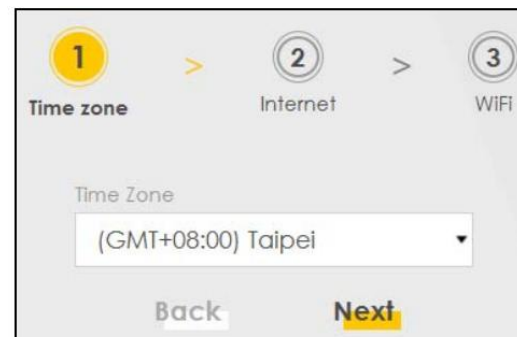 1 > 2 > 3
Time zone Internet WiFi
Time Zone
(GMT+08:00) Taipei
Back Next